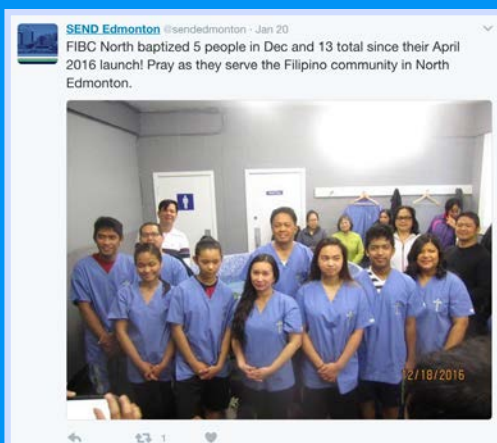 SEND Edmonton @sendedmonton · Jan 20
FIBC North baptized 5 people in Dec and 13 total since their April
2016 launch! Pray as they serve the Filipino community in North
Edmonton.
12/18/2016
1